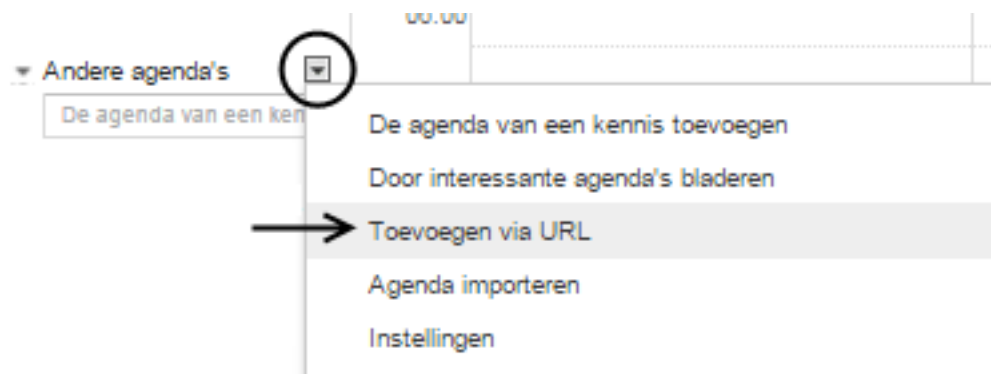 00:00
Andere agenda's
De agenda van een ken
De agenda van een kennis toevoegen
Door interessante agenda's bladeren
Toevoegen via URL
Agenda importeren
Instellingen